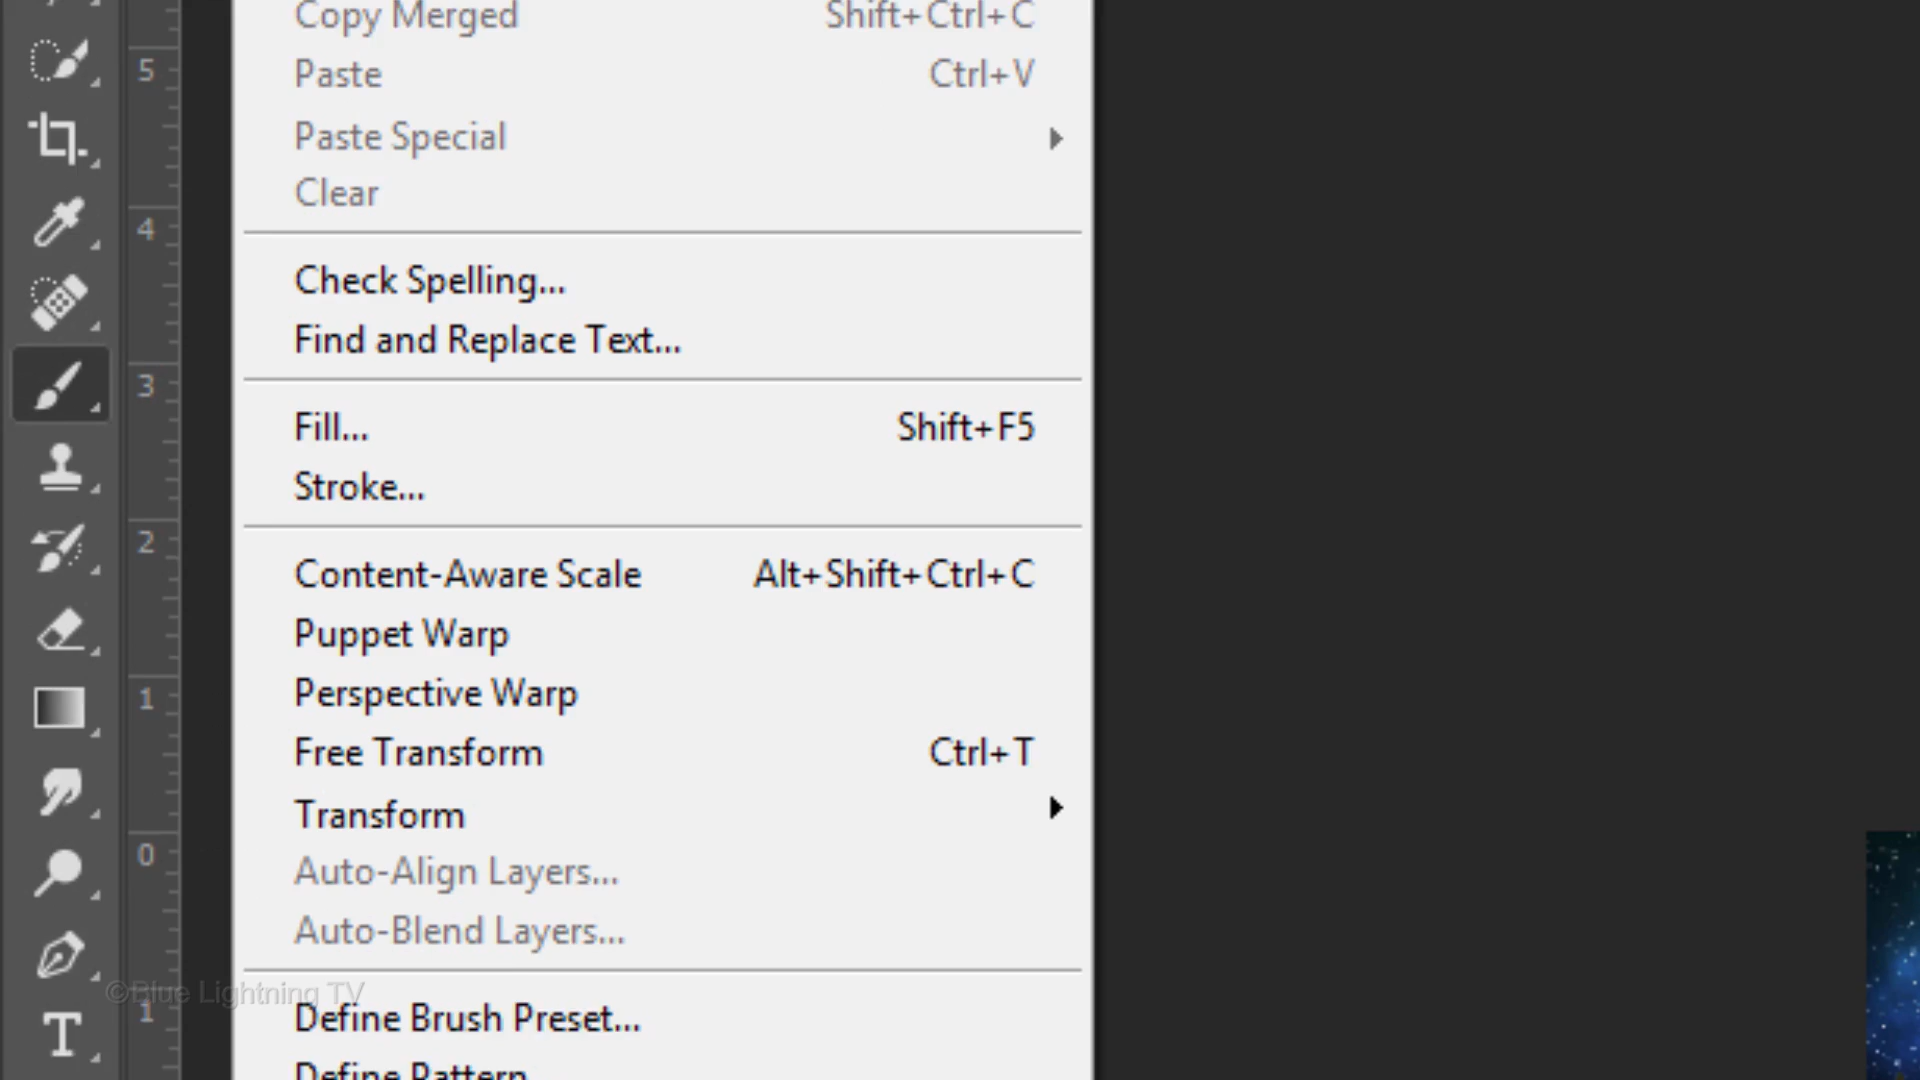 Copy Merged Shift+Ctrl+C
5
Paste Ctrl+V
Paste Special
Clear
4
Check Spelling...
Find and Replace Text...
3
Fill... Shift+F5
Stroke...
2
Content-Aware Scale Alt+Shift+Ctrl+C
Puppet Warp
Perspective Warp
1
Free Transform Ctrl+T
Transform
0
Auto-Align Layers...
Auto-Blend Layers...
©Blue Lightning TV
1
Define Brush Preset...
Define Pattern